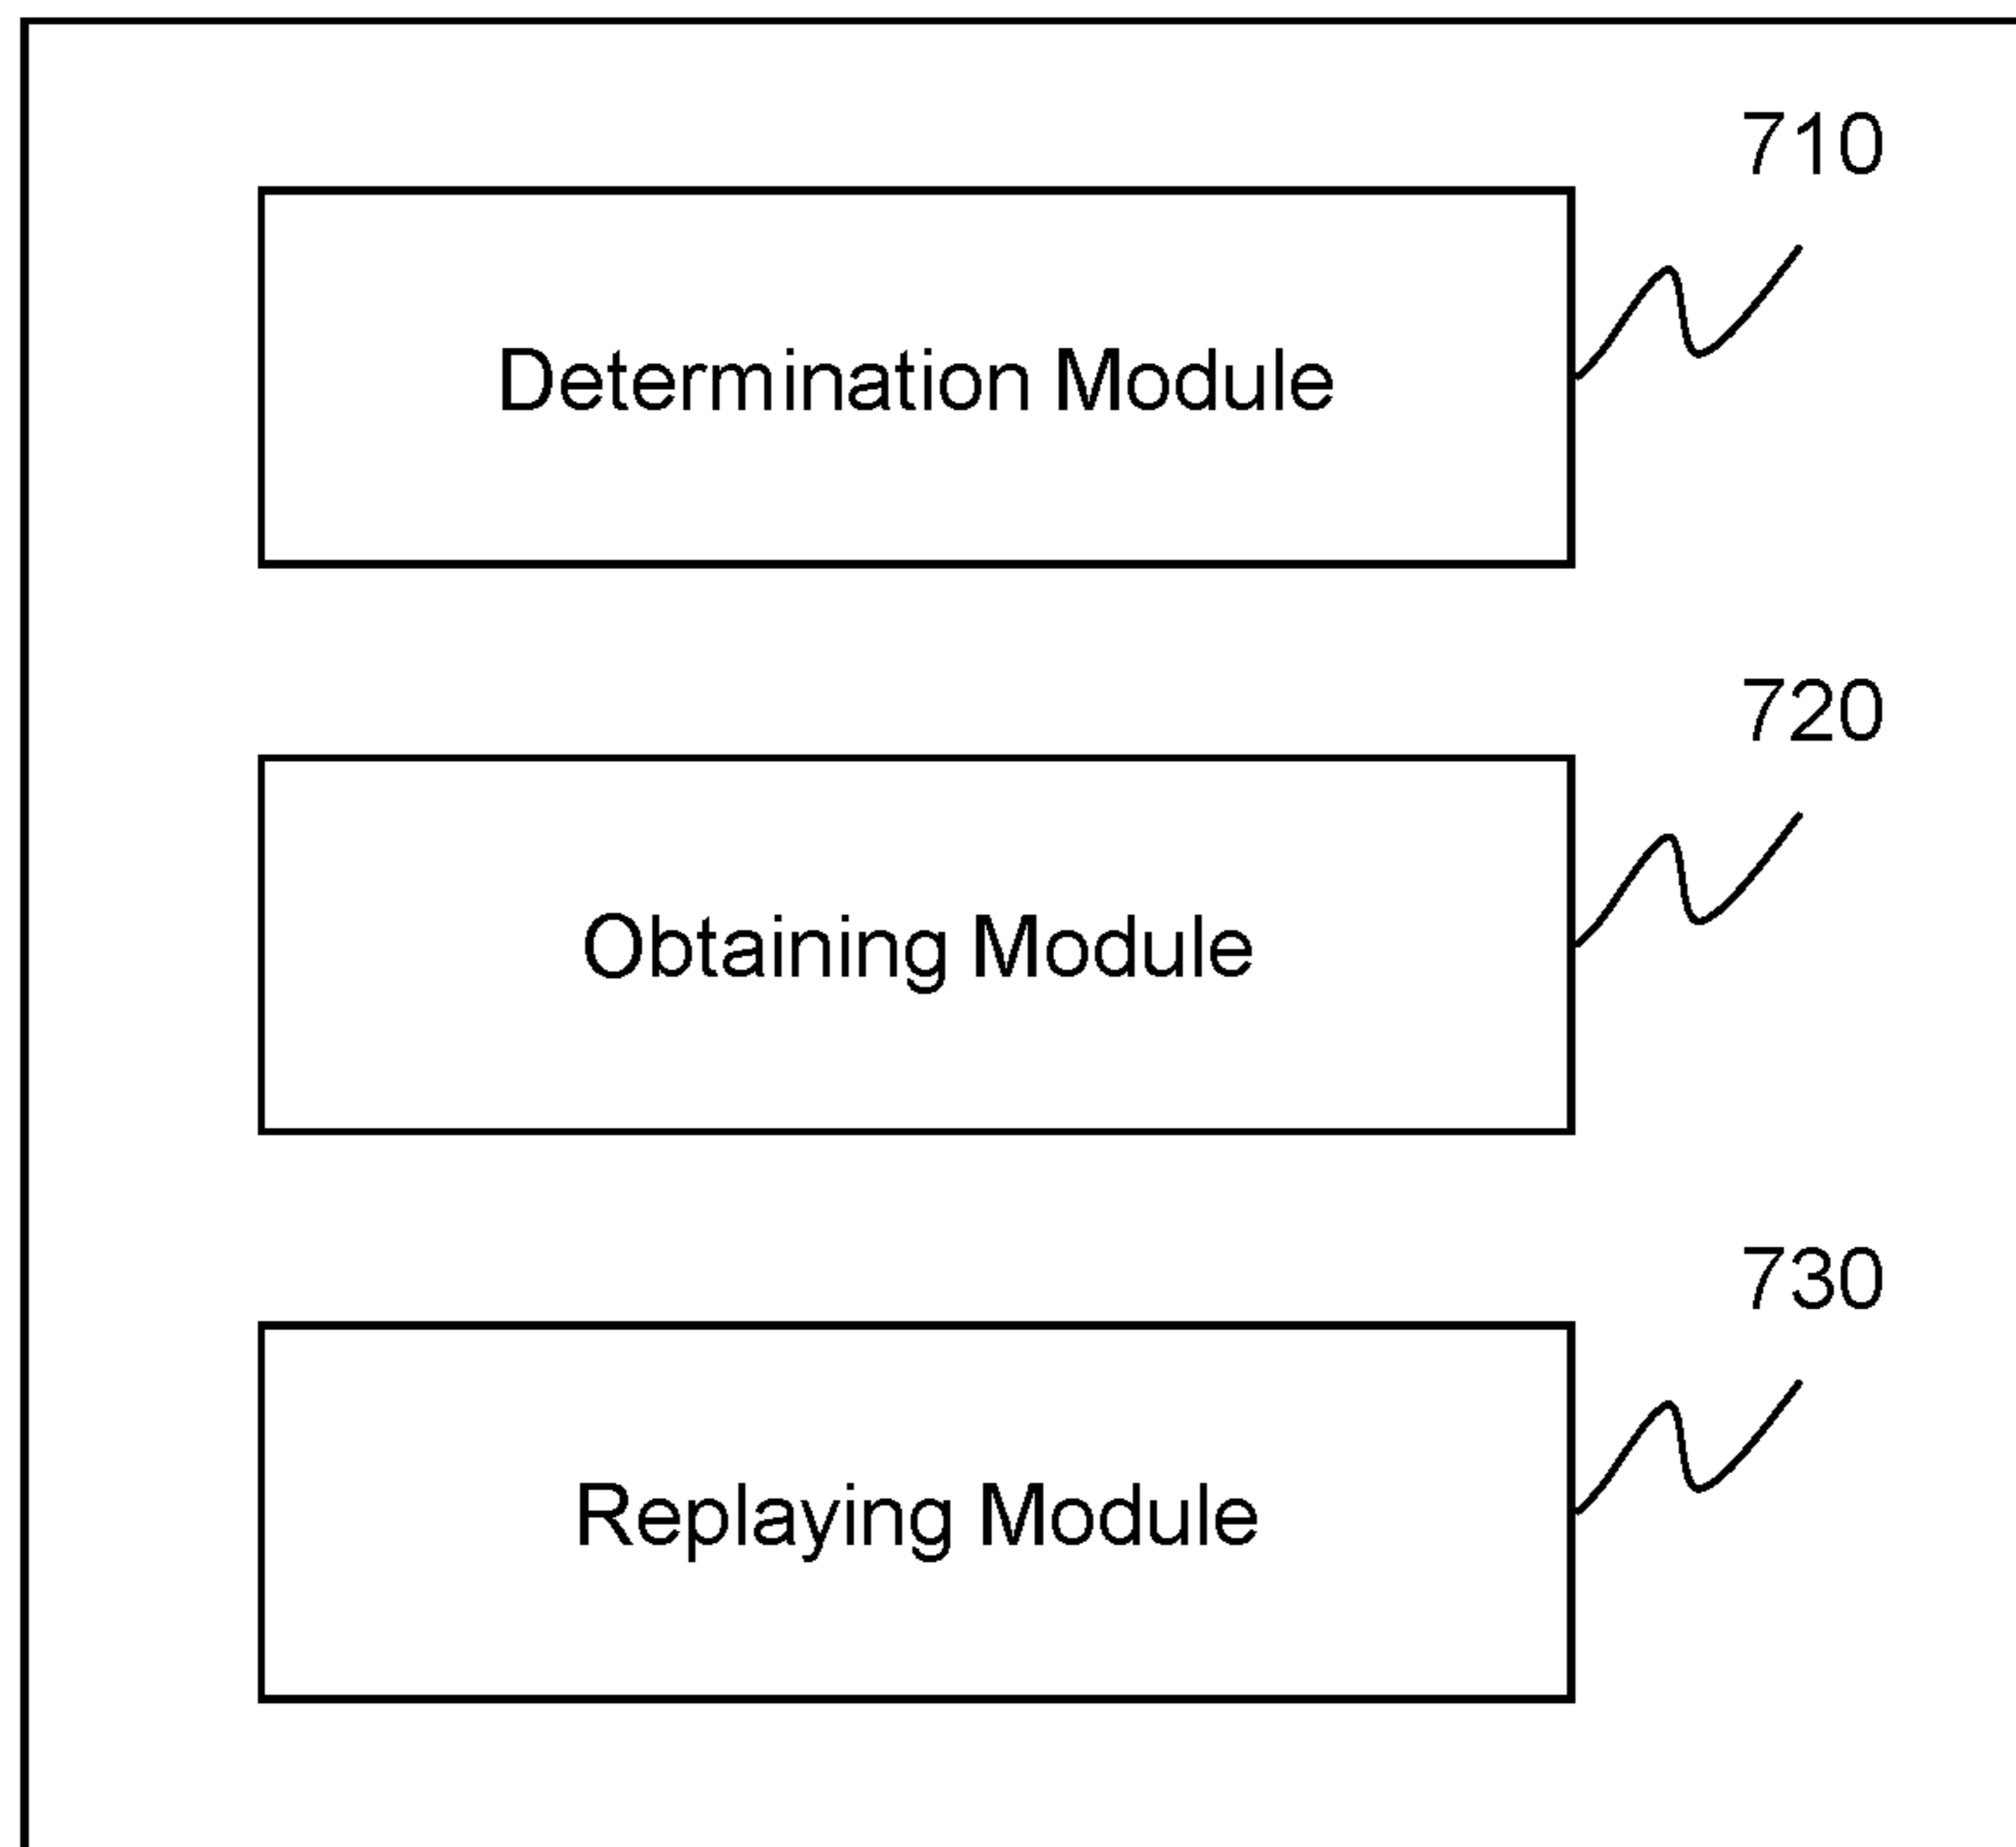 710
Determination Module
720
Obtaining Module
730
Replaying Module